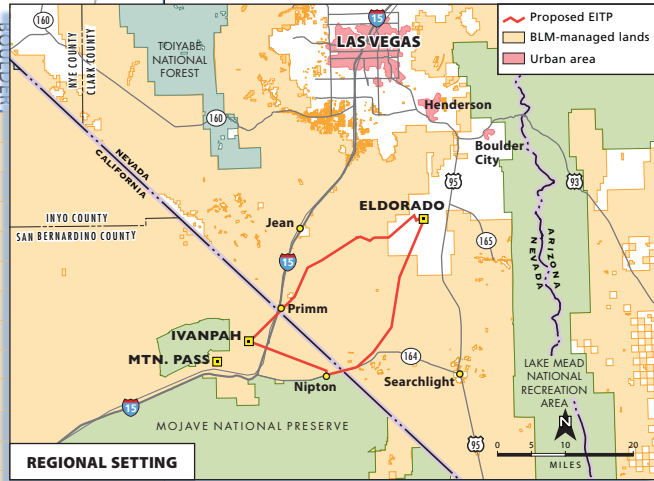 160
15
Proposed EITP
BLM-managed lands
Urban area
BOULDER
NYE COUNTY
CLARK COUNTY
TOIYABE
NATIONAL
FOREST
LAS VEGAS
Henderson
160
Boulder
City
NEVADA
CALIFORNIA
95
93
ELDORADO
INYO COUNTY
SAN BERNARDINO COUNTY
Jean
165
ARIZONA
NEVADA
15
Primm
IVANPAH
MTN. PASS
164
Nipton
Searchlight
LAKE MEAD
NATIONAL
RECREATION
AREA
15
MOJAVE NATIONAL PRESERVE
N
95
0 5 10 20
MILES
REGIONAL SETTING